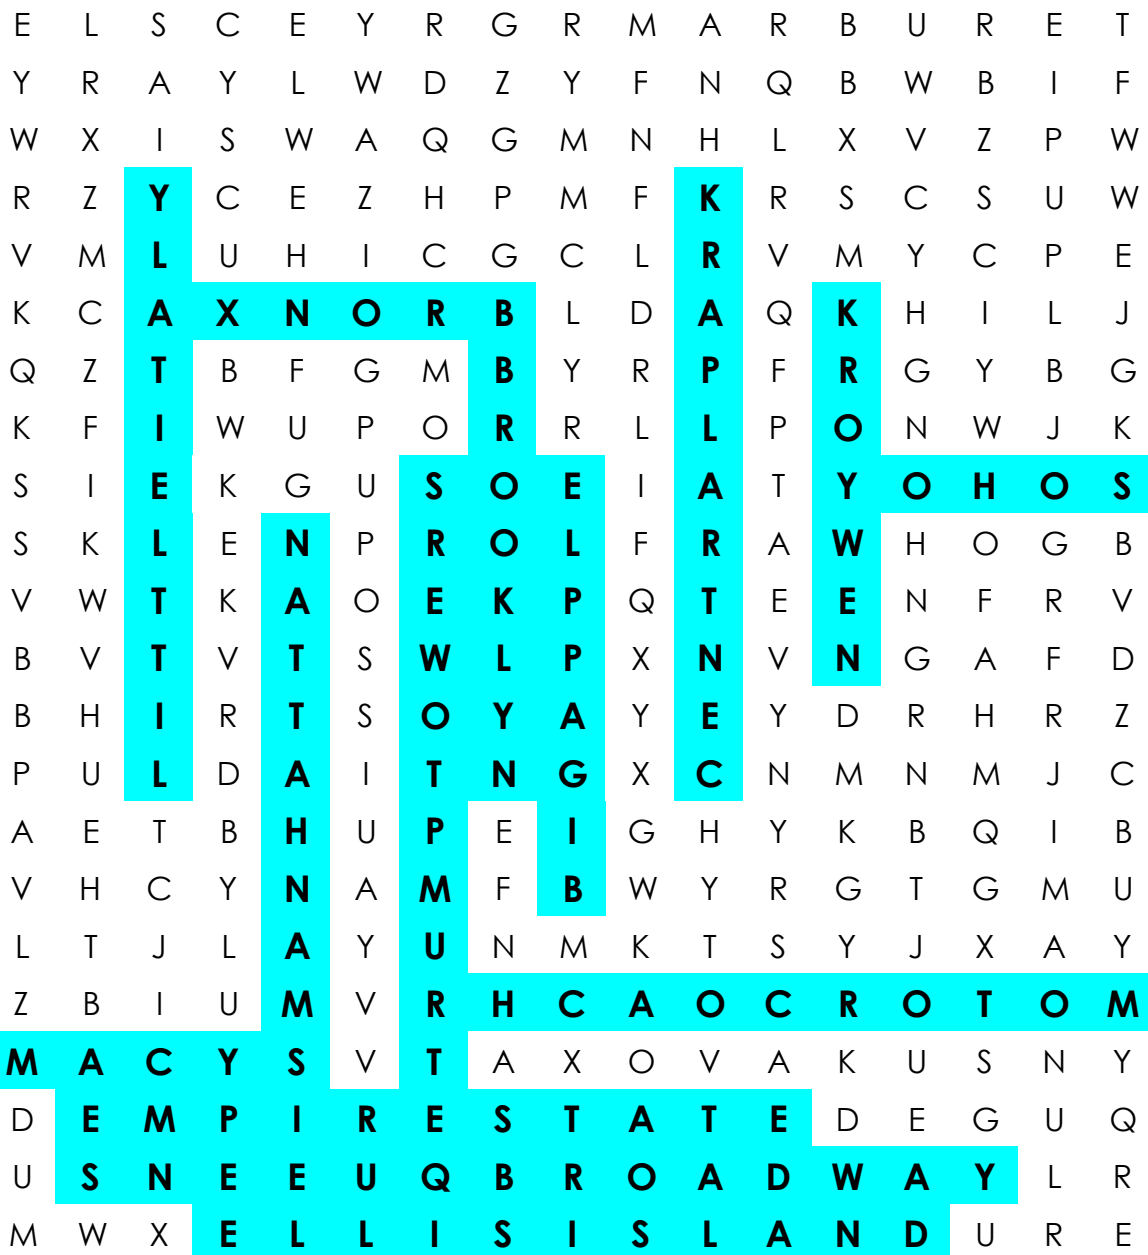 E L S C E Y R G R M A R B U R E T
Y R A Y L W D Z Y F N Q B W B I F
W X I S W A Q G M N H L X V Z P W
R Z Y C E Z H P M F K R S C S U W
V M L U H I C G C L R V M Y C P E
K C A X N O R B L D A Q K H I L J
Q Z T B F G M B Y R P F R G Y B G
K F I W U P O R R L L P O N W J K
S I E K G U S O E I A T Y O H O S
S K L E N P R O L F R A W H O G B
V W T K A O E K P Q T E E N F R V
B V T V T S W L P X N V N G A F D
B H I R T S O Y A Y E Y D R H R Z
P U L D A I T N G X C N M N M J C
A E T B H U P E I G H Y K B Q I B
V H C Y N A M F B W Y R G T G M U
L T J L A Y U N M K T S Y J X A Y
Z B I U M V R H C A O C R O T O M
M A C Y S V T A X O V A K U S N Y
D E M P I R E S T A T E D E G U Q
U S N E E U Q B R O A D W A Y L R
M W X E L L I S I S L A N D U R E